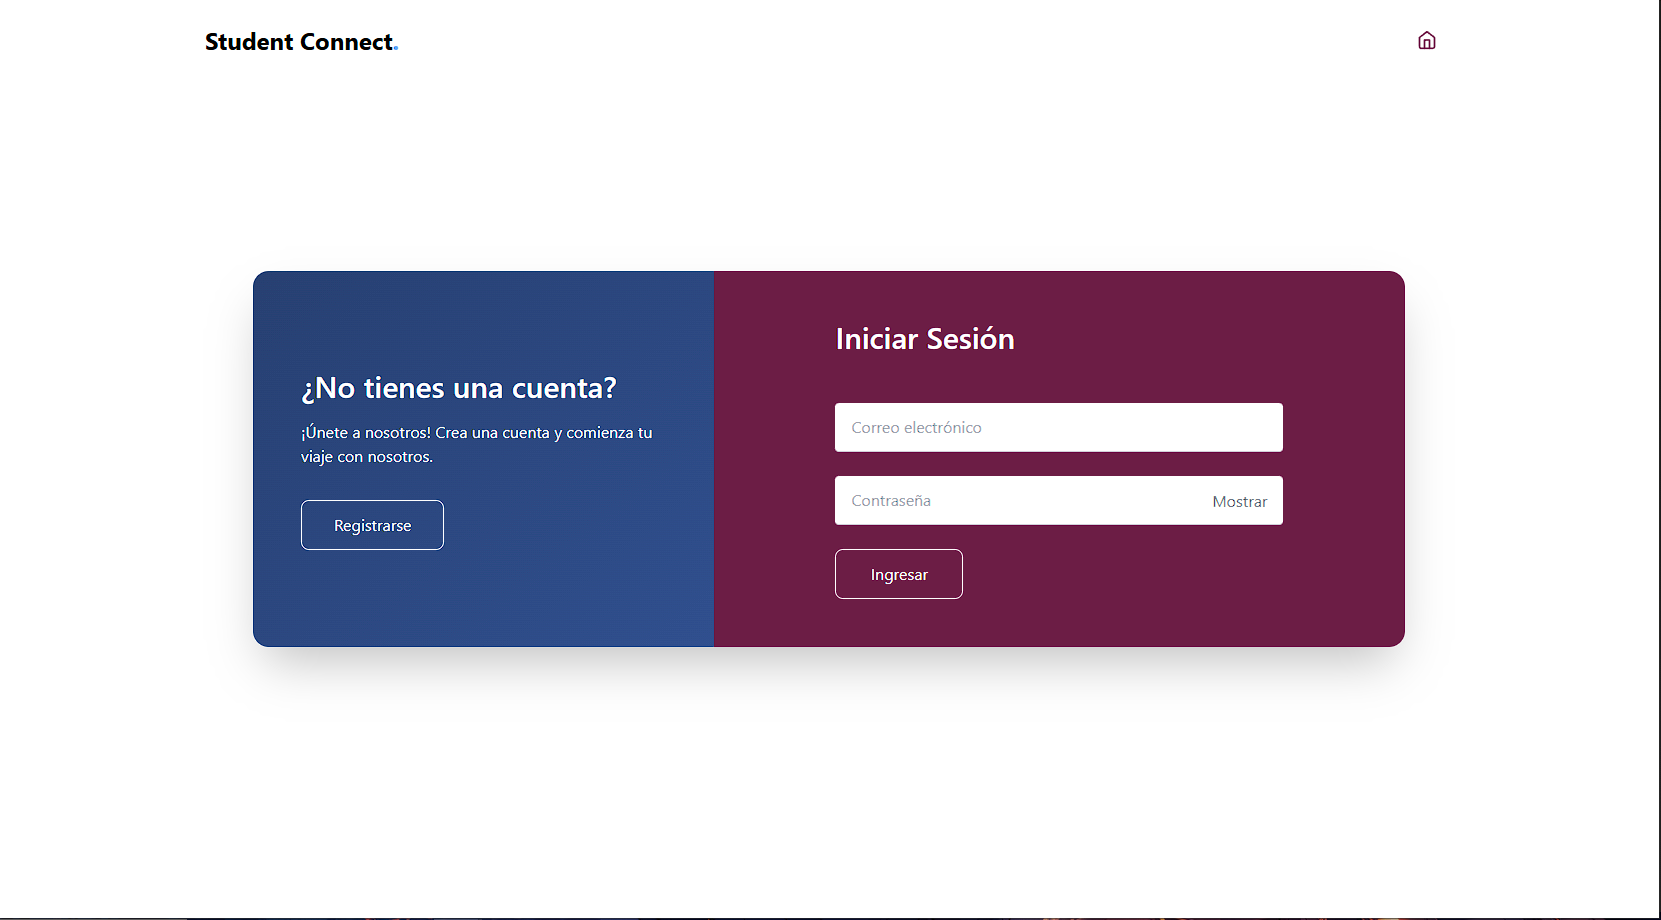 Student Connect.
¿No tienes una cuenta?
¡Únete a nosotros! Crea una cuenta y comienza tu
viaje con nosotros.
Registrarse
Iniciar Sesión
Correo electrónico
Contraseña Mostrar
Ingresar